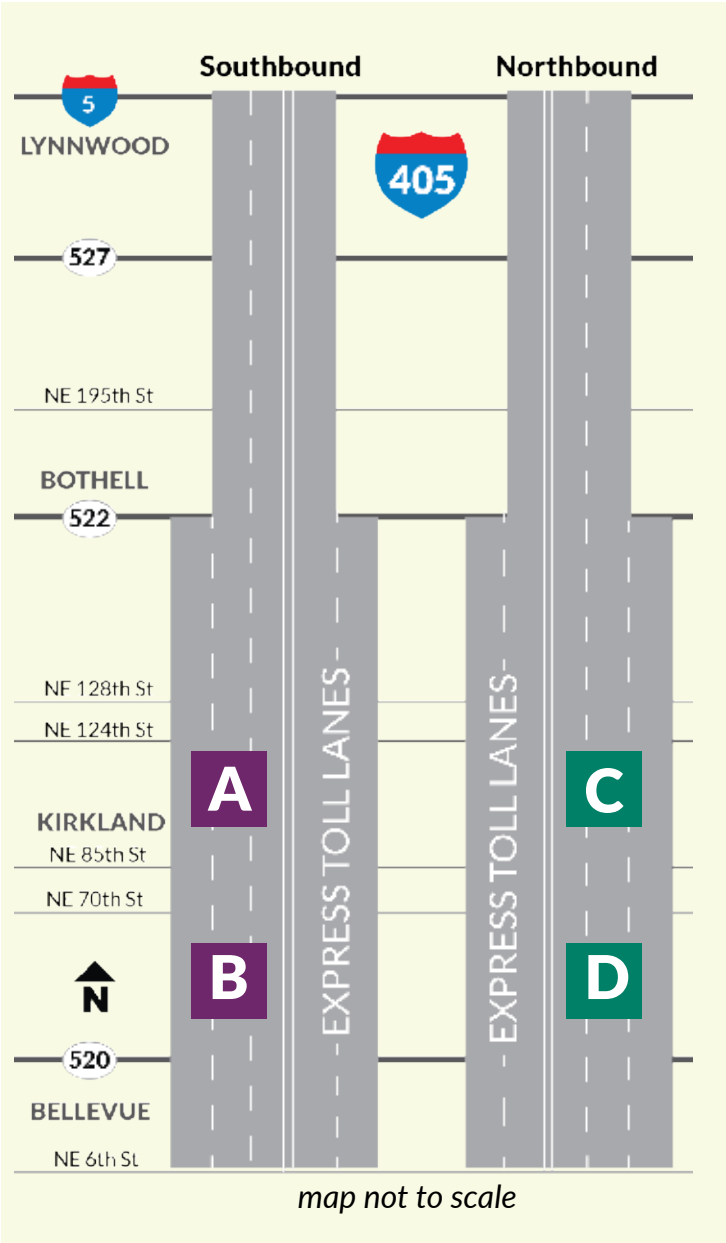 Southbound
Northbound
5
LYNNWOOD
405
527
NE 195th St
BOTHELL
522
NE 128th St
NE 124th St
A
C
KIRKLAND
NE 85th St
NE 70th St
EXPRESS TOLL LANES
EXPRESS TOLL LANES
B
D
N
520
BELLEVUE
NE 6th St
map not to scale